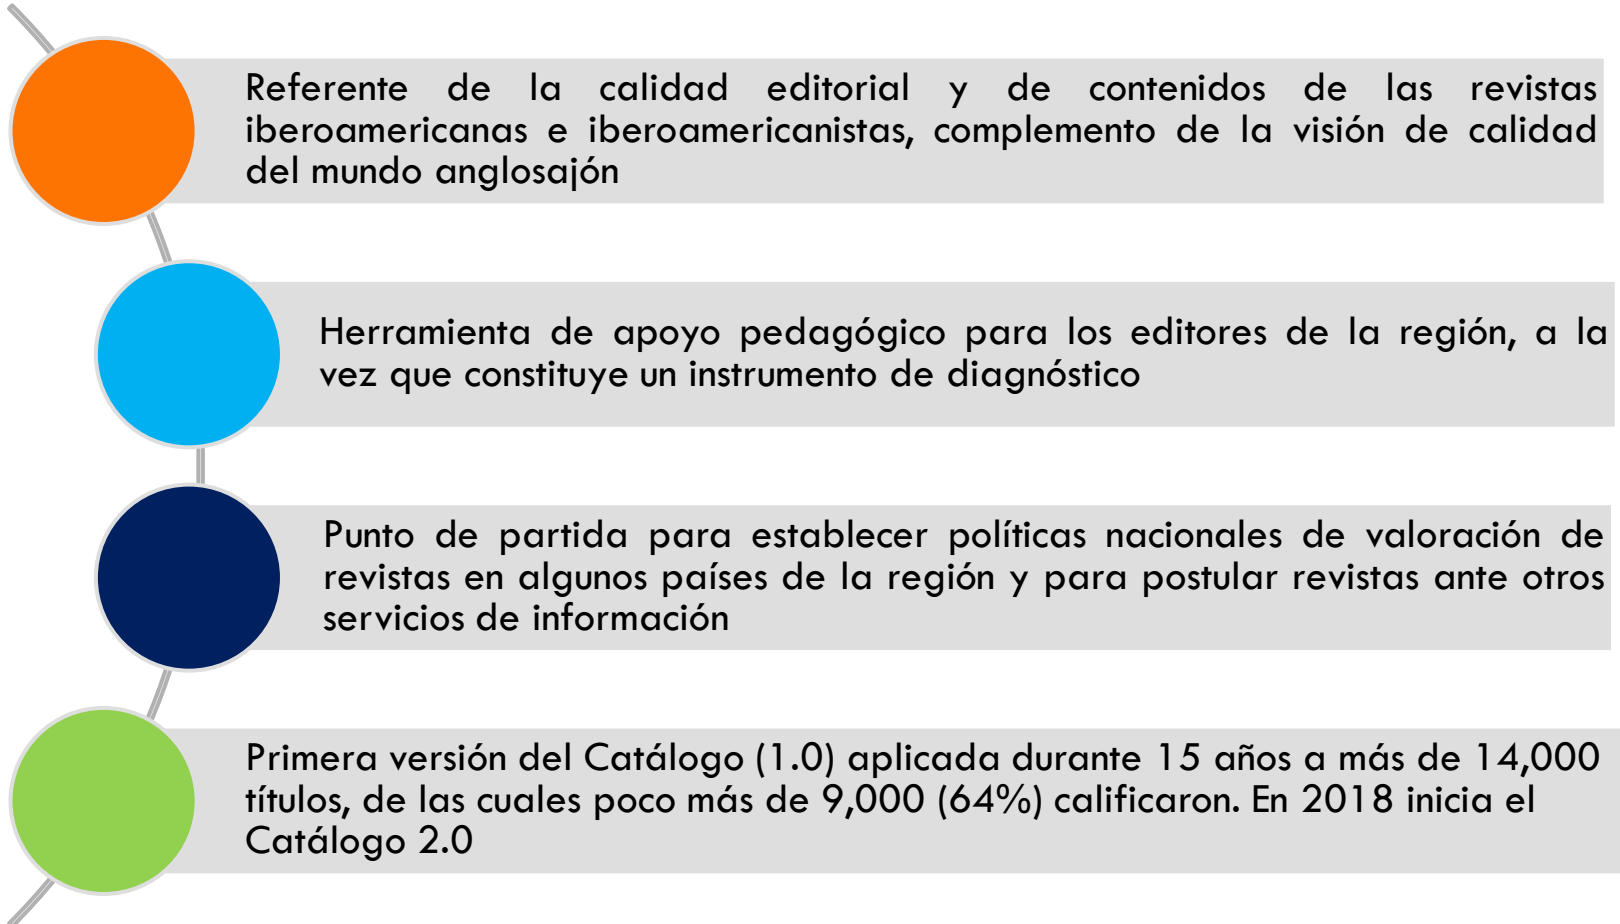 Referente de la calidad editorial y de contenidos de las revistas
iberoamericanas e iberoamericanistas, complemento de la visión de calidad
del mundo anglosajón
Herramienta de apoyo pedagógico para los editores de la región, a la
vez que constituye un instrumento de diagnóstico
Punto de partida para establecer políticas nacionales de valoración de
revistas en algunos países de la región y para postular revistas ante otros
servicios de información
Primera versión del Catálogo (1.0) aplicada durante 15 años a más de 14,000
títulos, de las cuales poco más de 9,000 (64%) calificaron. En 2018 inicia el
Catálogo 2.0